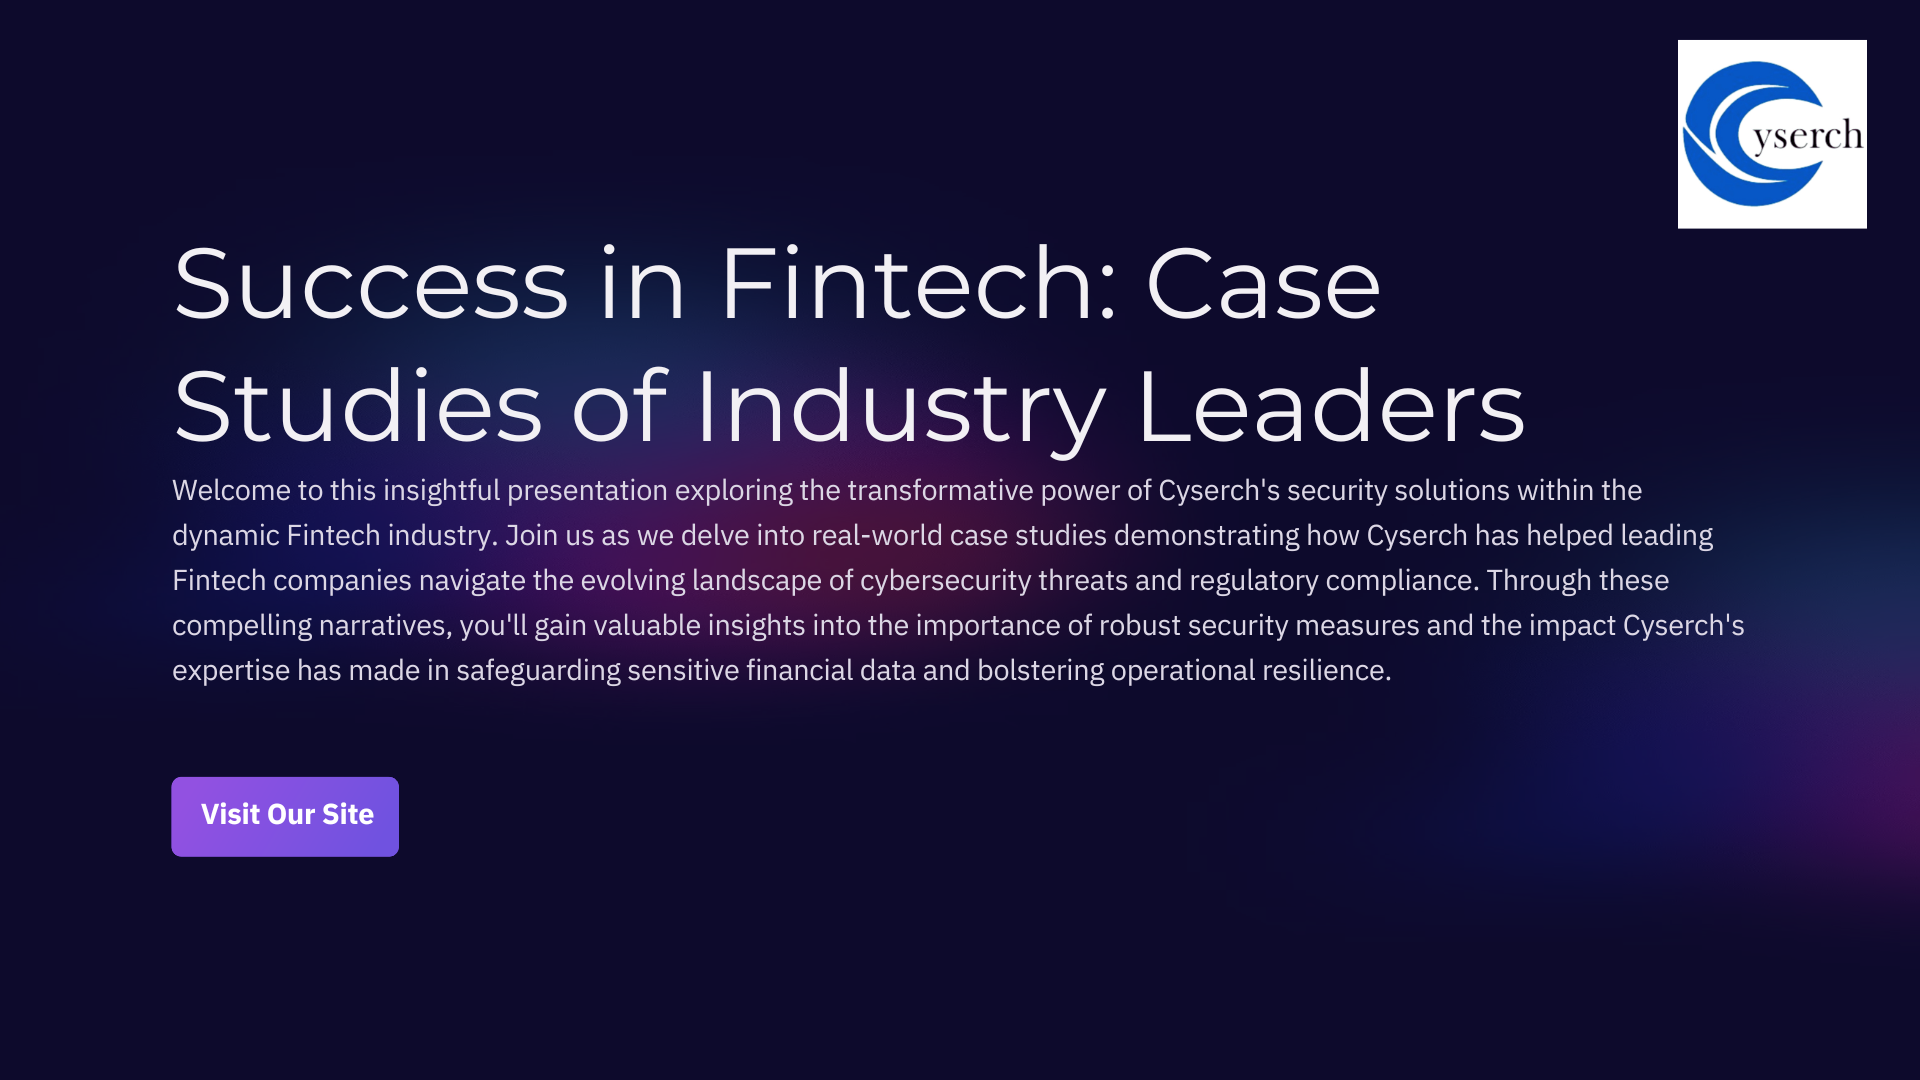 Cyserch
Success in Fintech: Case
Studies of Industry Leaders
Welcome to this insightful presentation exploring the transformative power of Cyserch's security solutions within the
dynamic Fintech industry. Join us as we delve into real-world case studies demonstrating how Cyserch has helped leading
Fintech companies navigate the evolving landscape of cybersecurity threats and regulatory compliance. Through these
compelling narratives, you'll gain valuable insights into the importance of robust security measures and the impact Cyserch's
expertise has made in safeguarding sensitive financial data and bolstering operational resilience.
Visit Our Site